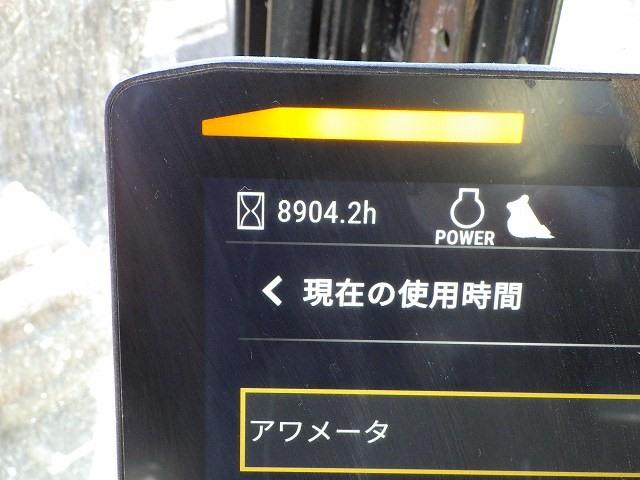 8904.2h
POWER
現在の使用時間
アワメータ